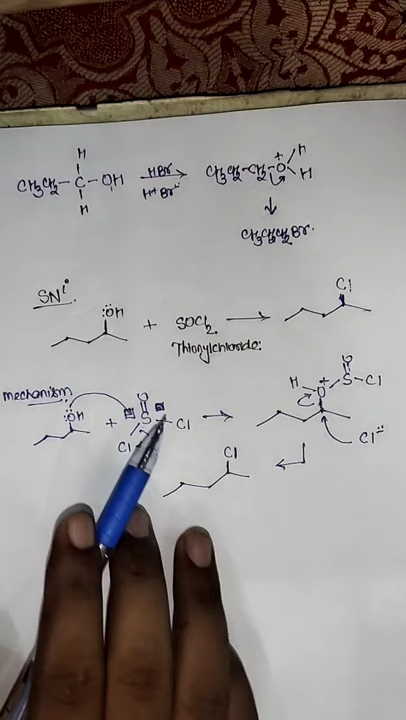 H
CH3CH2-C-OH HBr CH3CH2-CH2-O+ H
H+ Br- H
H
CH3CH2CH2Br.
SNi
:OH Cl
+ SOCl2
Thionylchloride:
mechanism
:OH + O S Cl Cl
H O+ S O Cl
Cl:-
Cl